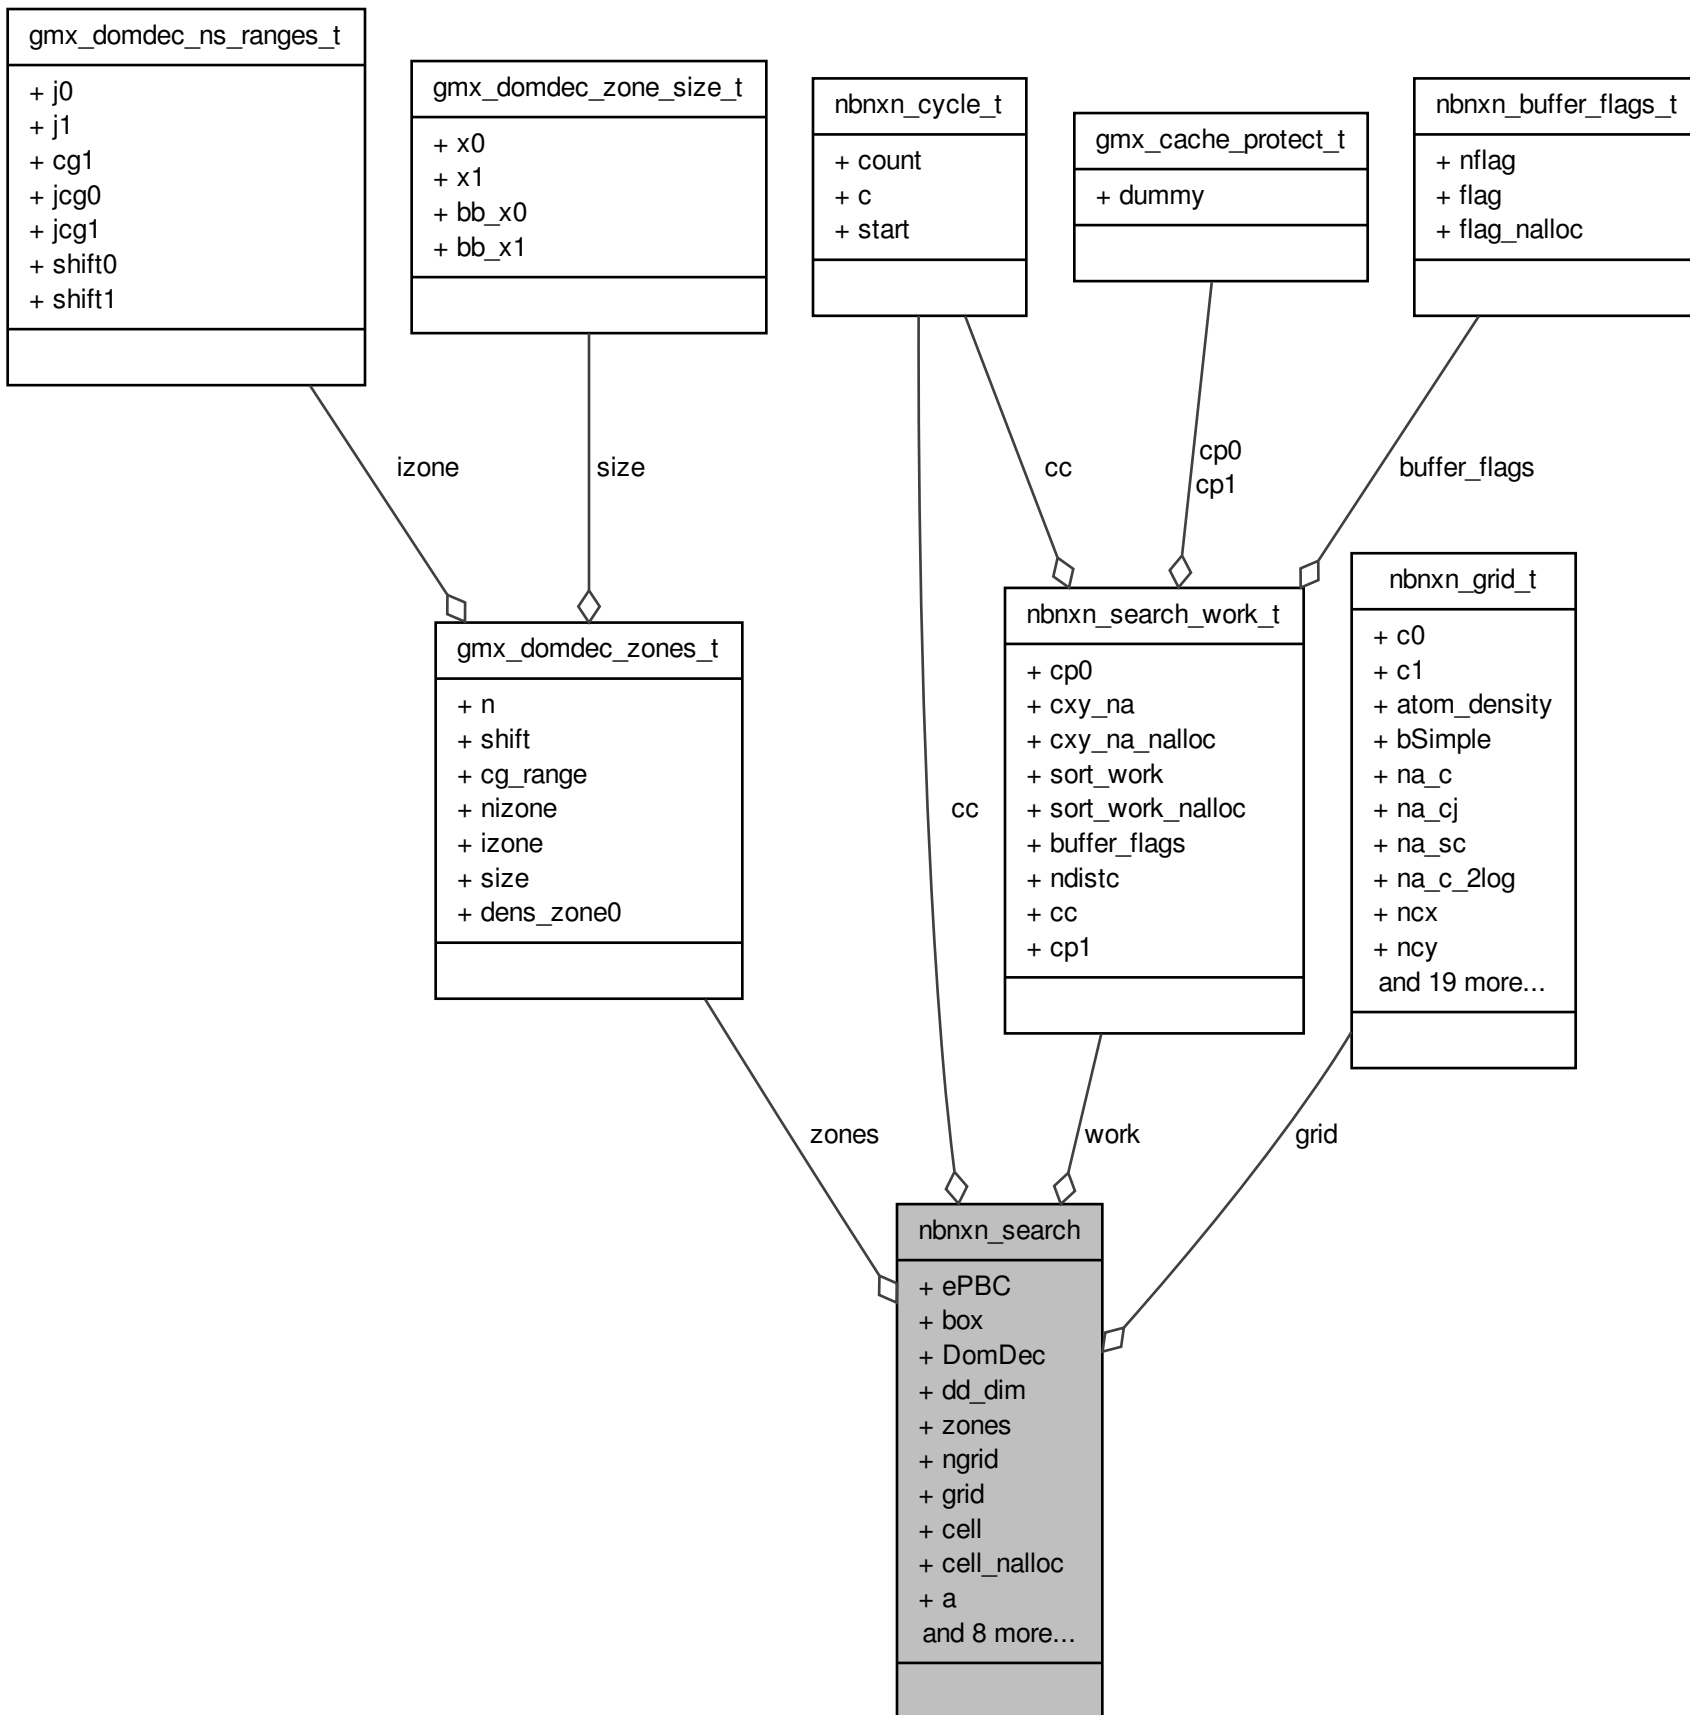 gmx_domdec_ns_ranges_t
+ j0
+ j1
+ cg1
+ jcg0
+ jcg1
+ shift0
+ shift1
gmx_domdec_zone_size_t
+ x0
+ x1
+ bb_x0
+ bb_x1
nbnxn_cycle_t
+ count
+ c
+ start
gmx_cache_protect_t
+ dummy
nbnxn_buffer_flags_t
+ nflag
+ flag
+ flag_nalloc
izone
size
cc
cp0
cp1
buffer_flags
gmx_domdec_zones_t
+ n
+ shift
+ cg_range
+ nizone
+ izone
+ size
+ dens_zone0
cc
nbnxn_search_work_t
+ cp0
+ cxy_na
+ cxy_na_nalloc
+ sort_work
+ sort_work_nalloc
+ buffer_flags
+ ndistc
+ cc
+ cp1
nbnxn_grid_t
+ c0
+ c1
+ atom_density
+ bSimple
+ na_c
+ na_cj
+ na_sc
+ na_c_2log
+ ncx
+ ncy
and 19 more...
zones
work
grid
nbnxn_search
+ ePBC
+ box
+ DomDec
+ dd_dim
+ zones
+ ngrid
+ grid
+ cell
+ cell_nalloc
+ a
and 8 more...